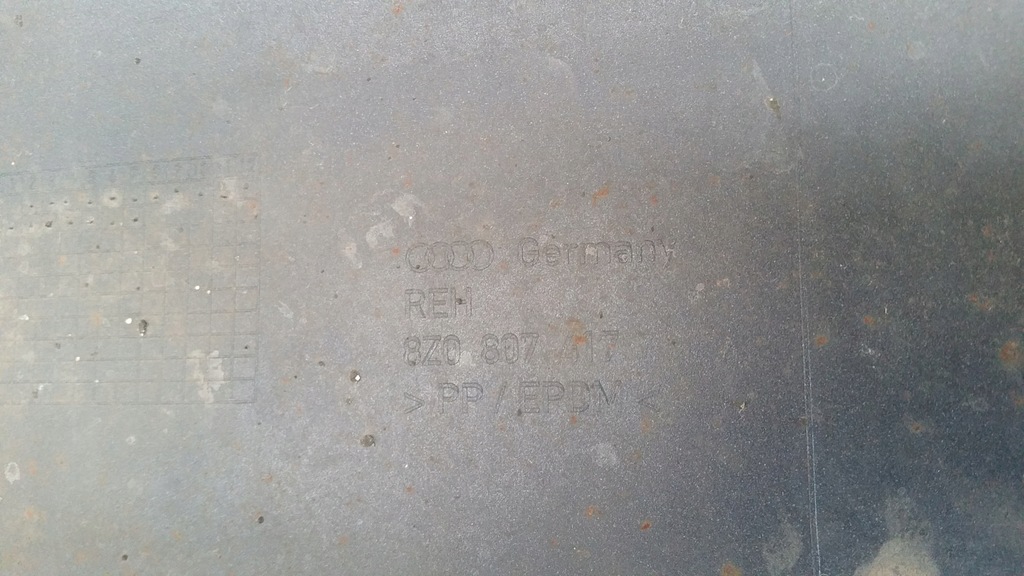 Germany
REH
8Z0 807
> PP / EPDM <